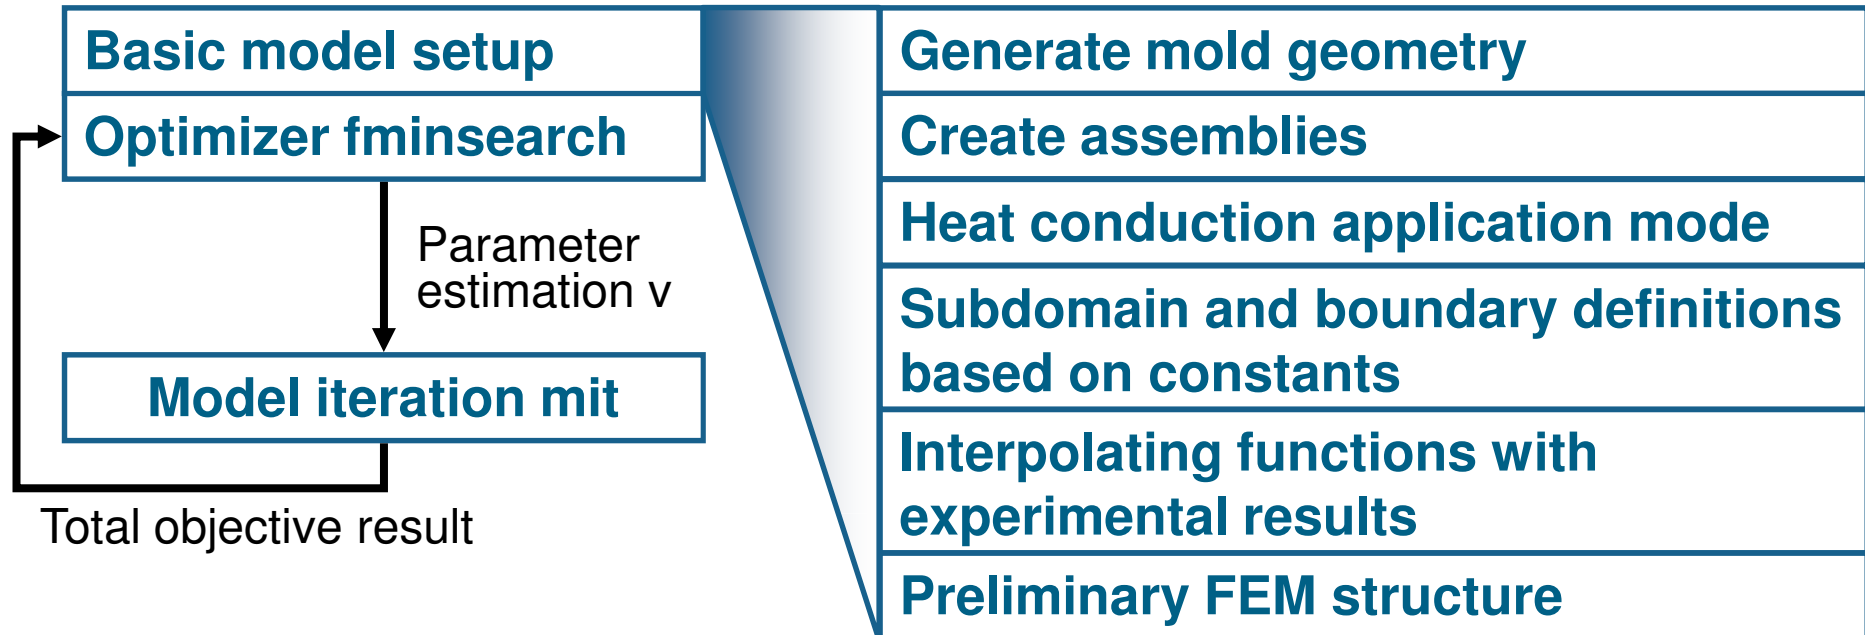 Basic model setup
Optimizer fminsearch
Parameter
estimation v
Model iteration mit
Total objective result
Generate mold geometry
Create assemblies
Heat conduction application mode
Subdomain and boundary definitions
based on constants
Interpolating functions with
experimental results
Preliminary FEM structure